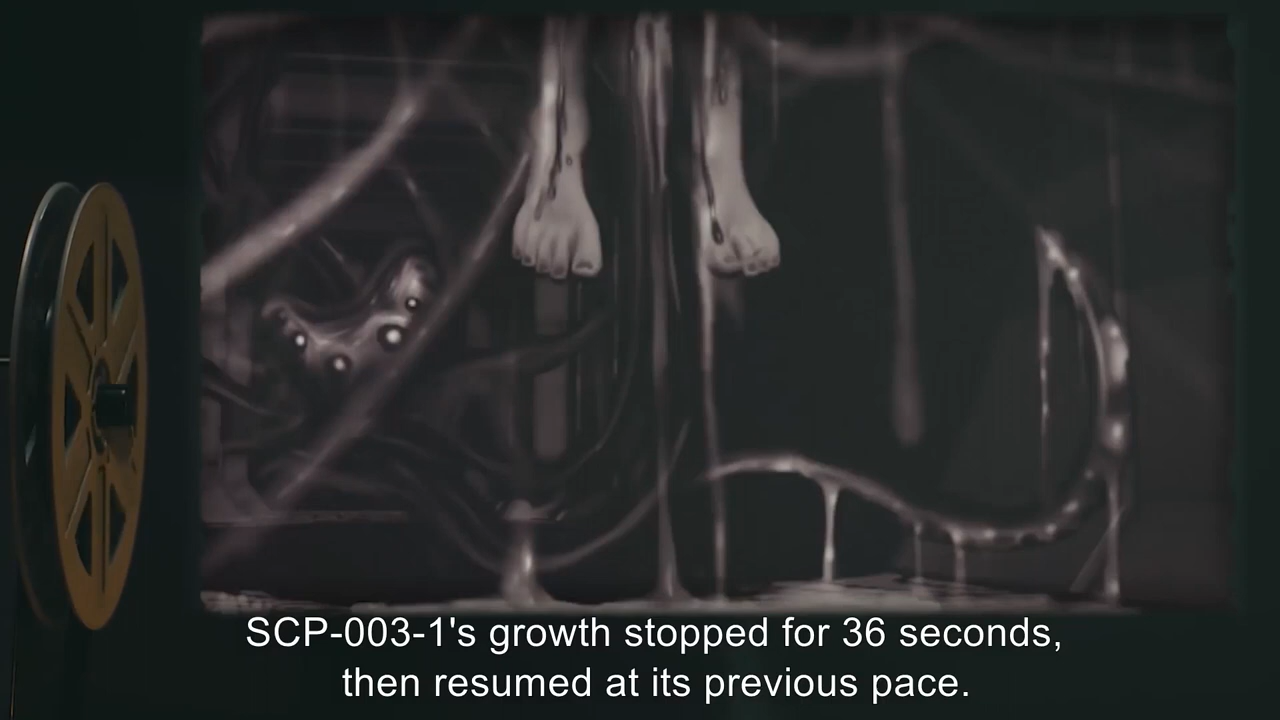 SCP-003-1's growth stopped for 36 seconds,
then resumed at its previous pace.